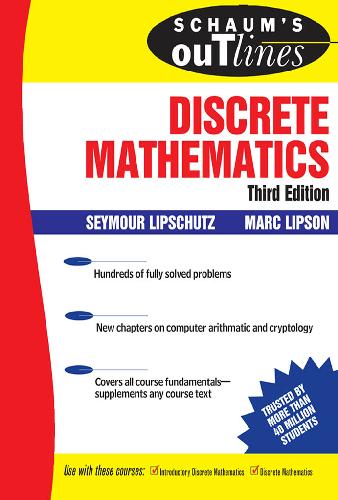 SCHAUM'S
ouTlines
DISCRETE
MATHEMATICS
Third Edition
SEYMOUR LIPSCHUTZ MARC LIPSON
Hundreds of fully solved problems
New chapters on computer arithmatic and cryptology
Covers all course fundamentals—
supplements any course text
TRUSTED BY
MORE THAN
40 MILLION
STUDENTS
Use with these courses: ☑ Introductory Discrete Mathematics ☑ Discrete Mathematics